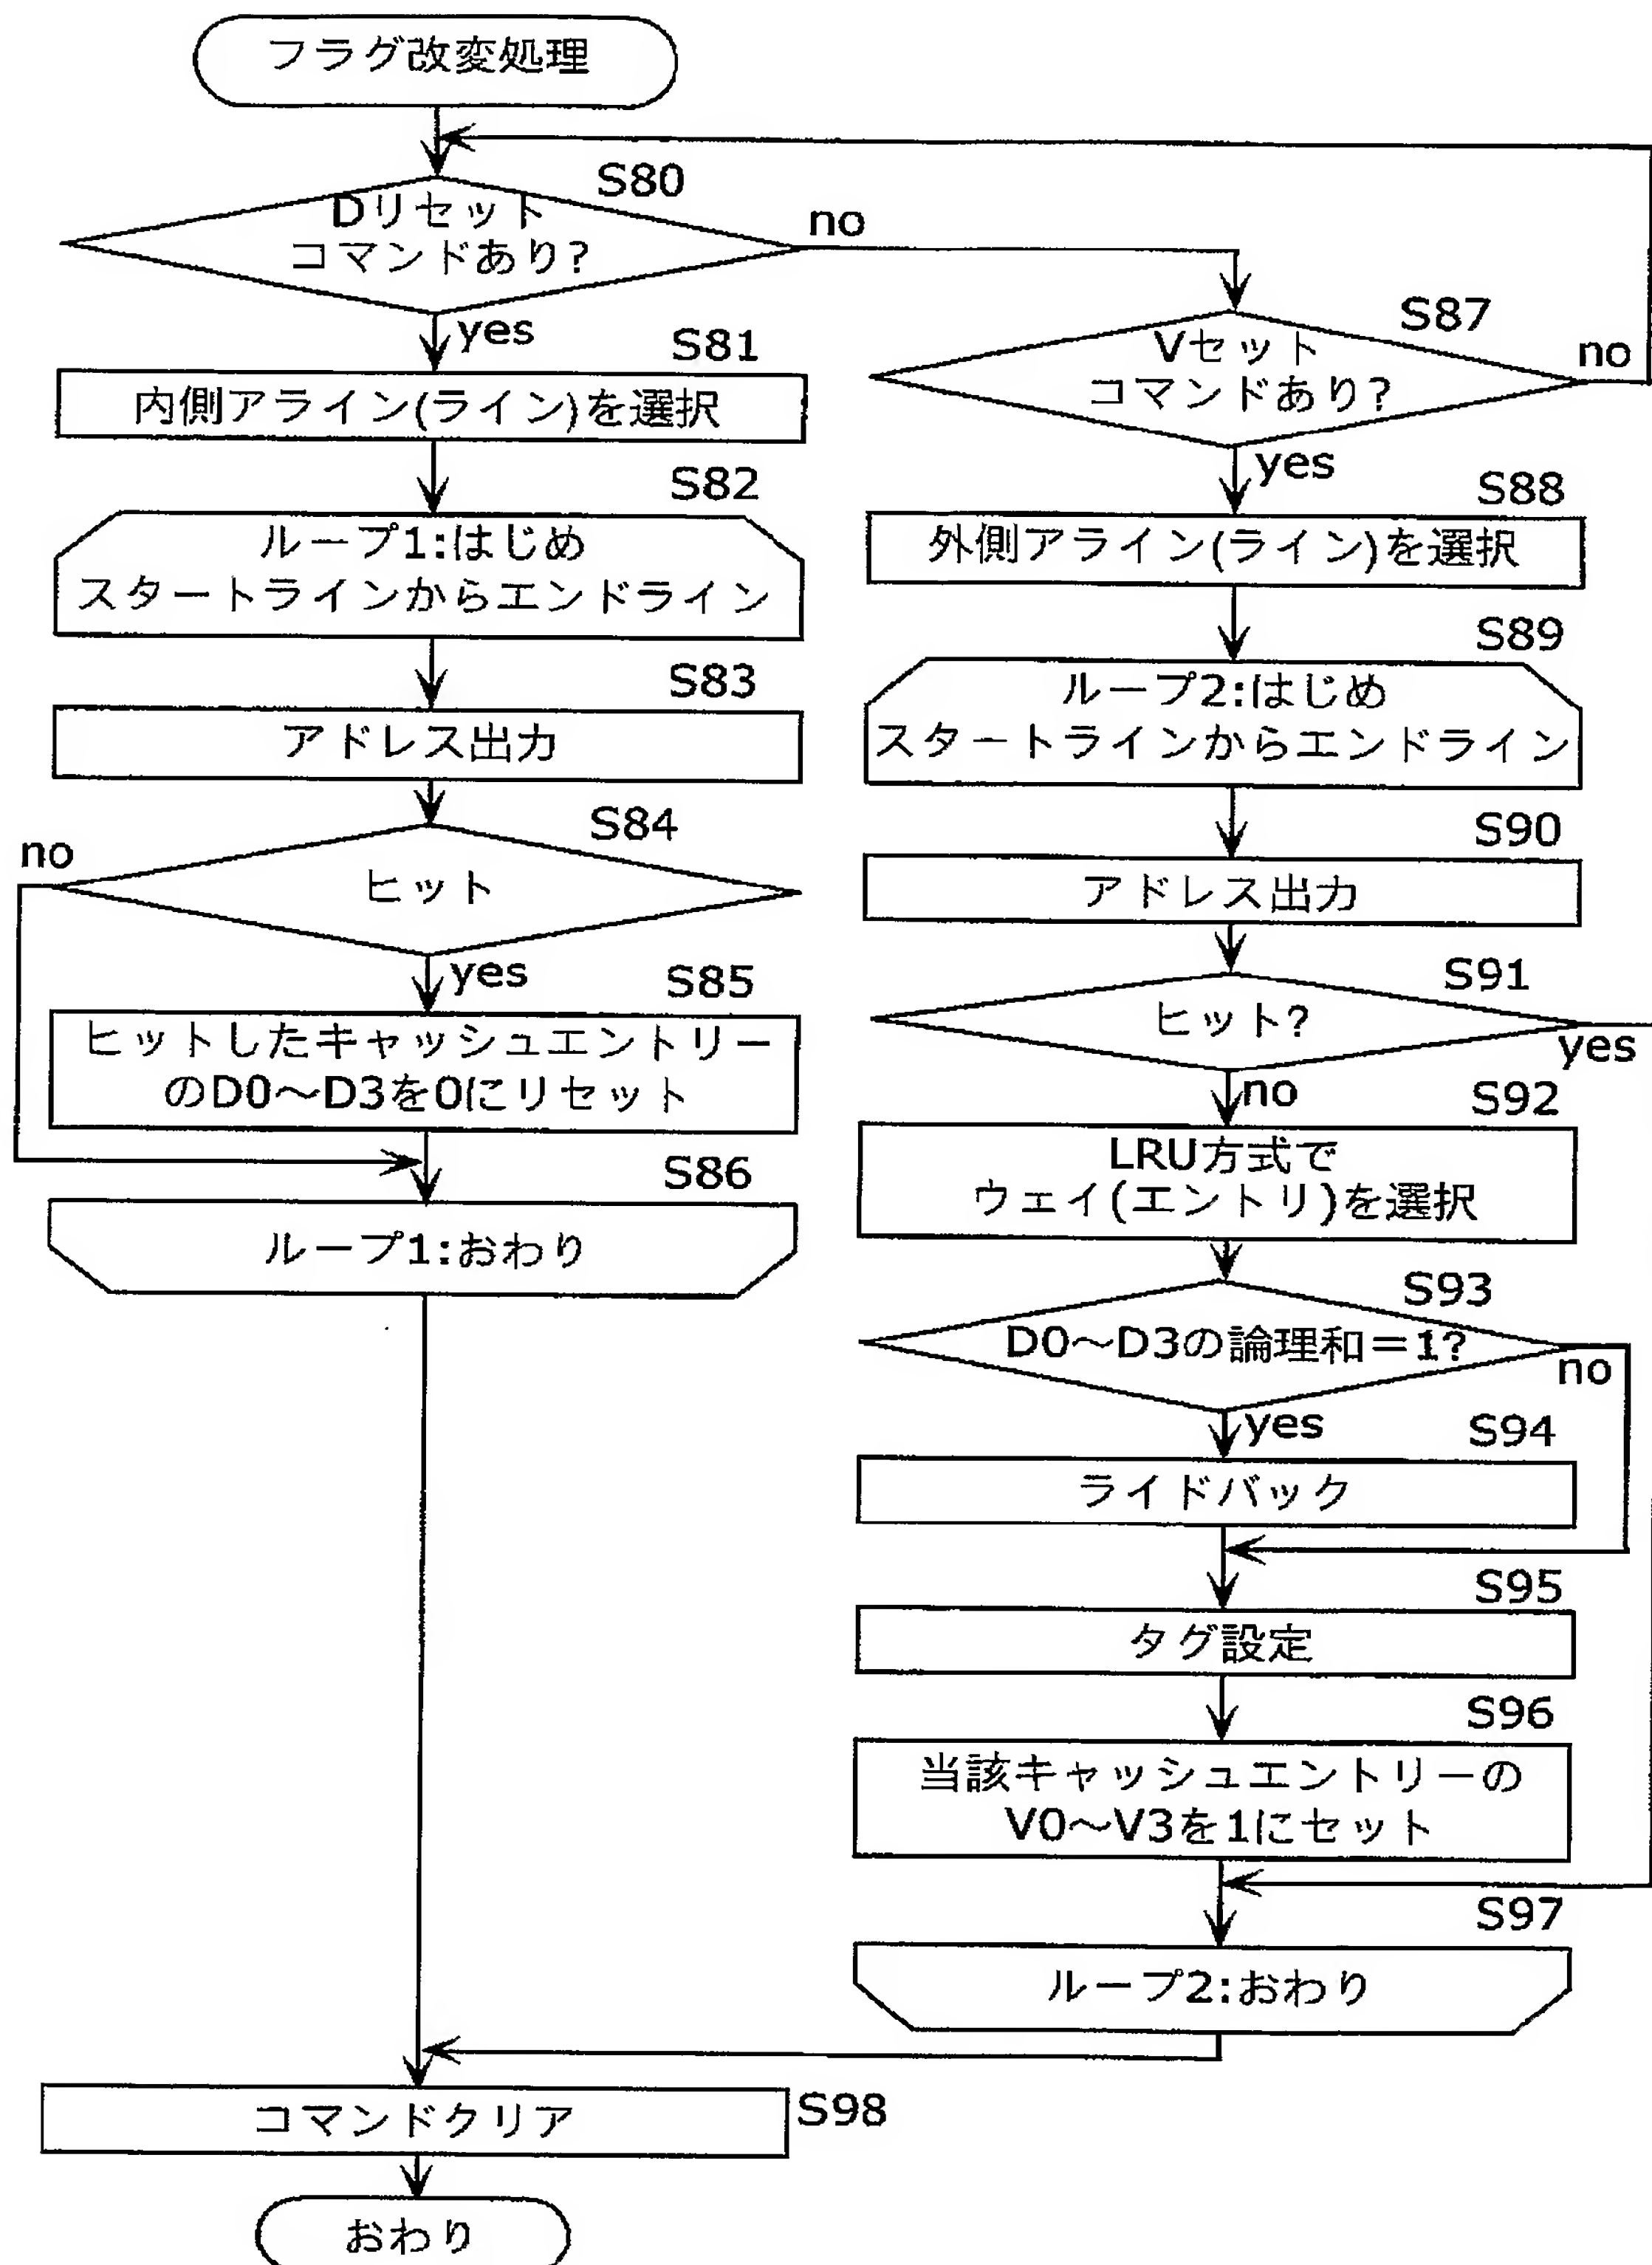 フラグ改変処理
S80
Dリセット
コマンドあり?
no
yes
S81
内側アライン(ライン)を選択
S82
ループ1:はじめ
スタートラインからエンドライン
S83
アドレス出力
S84
ヒット
no
yes
S85
ヒットしたキャッシュエントリー
のD0～D3を0にリセット
S86
ループ1:おわり
S87
Vセット
コマンドあり?
no
yes
S88
外側アライン(ライン)を選択
S89
ループ2:はじめ
スタートラインからエンドライン
S90
アドレス出力
S91
ヒット?
yes
no
S92
LRU方式で
ウェイ(エントリ)を選択
S93
D0～D3の論理和=1?
no
yes
S94
ライドバック
S95
タグ設定
S96
当該キャッシュエントリーの
V0～V3を1にセット
S97
ループ2:おわり
コマンドクリア
S98
おわり